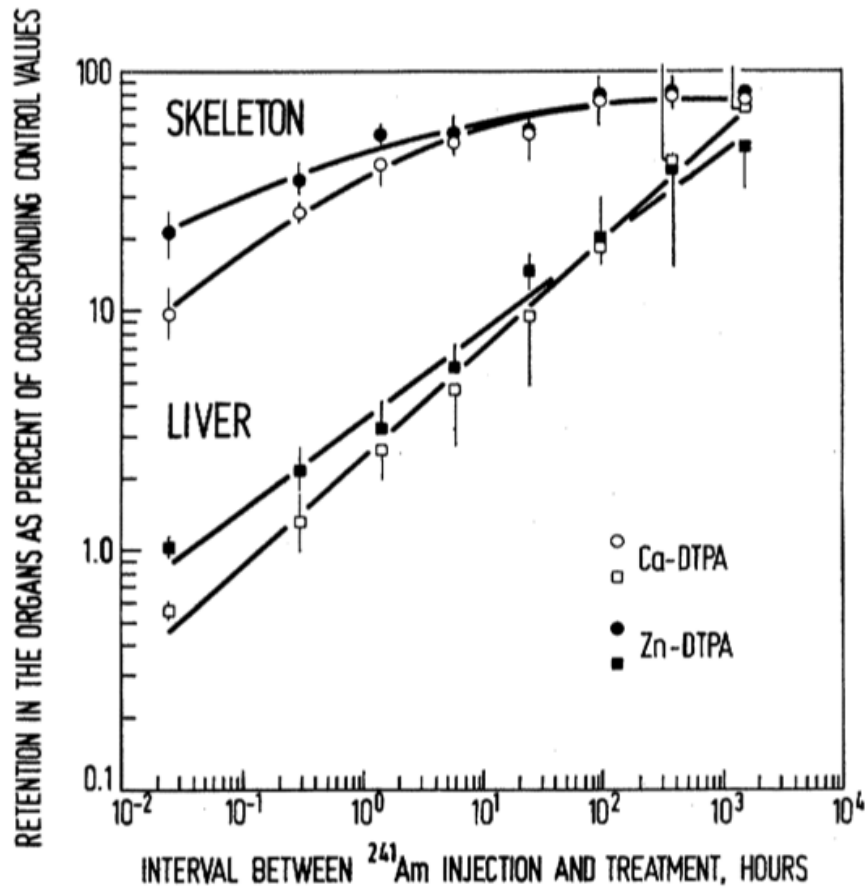 RETENTION IN THE ORGANS AS PERCENT OF CORRESPONDING CONTROL VALUES
100
10
1.0
0.1
SKELETON
LIVER
Ca-DTPA
Zn-DTPA
10⁻² 10⁻¹ 10⁰ 10¹ 10² 10³ 10⁴
INTERVAL BETWEEN ²⁴¹Am INJECTION AND TREATMENT, HOURS